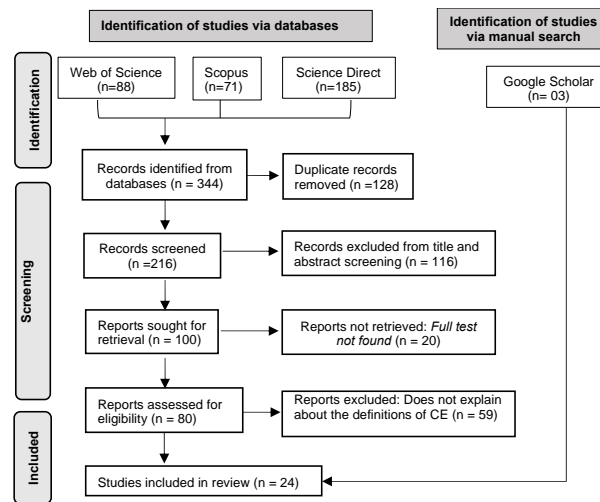 Identification of studies via databases
Identification of studies
via manual search
Identification
Web of Science
(n=88)
Scopus
(n=71)
Science Direct
(n=185)
Google Scholar
(n= 03)
Records identified from
databases (n = 344)
Duplicate records
removed (n =128)
Screening
Records screened
(n =216)
Records excluded from title and
abstract screening (n = 116)
Reports sought for
retrieval (n = 100)
Reports not retrieved: Full test
not found (n = 20)
Reports assessed for
eligibility (n = 80)
Reports excluded: Does not explain
about the definitions of CE (n = 59)
Included
Studies included in review (n = 24)